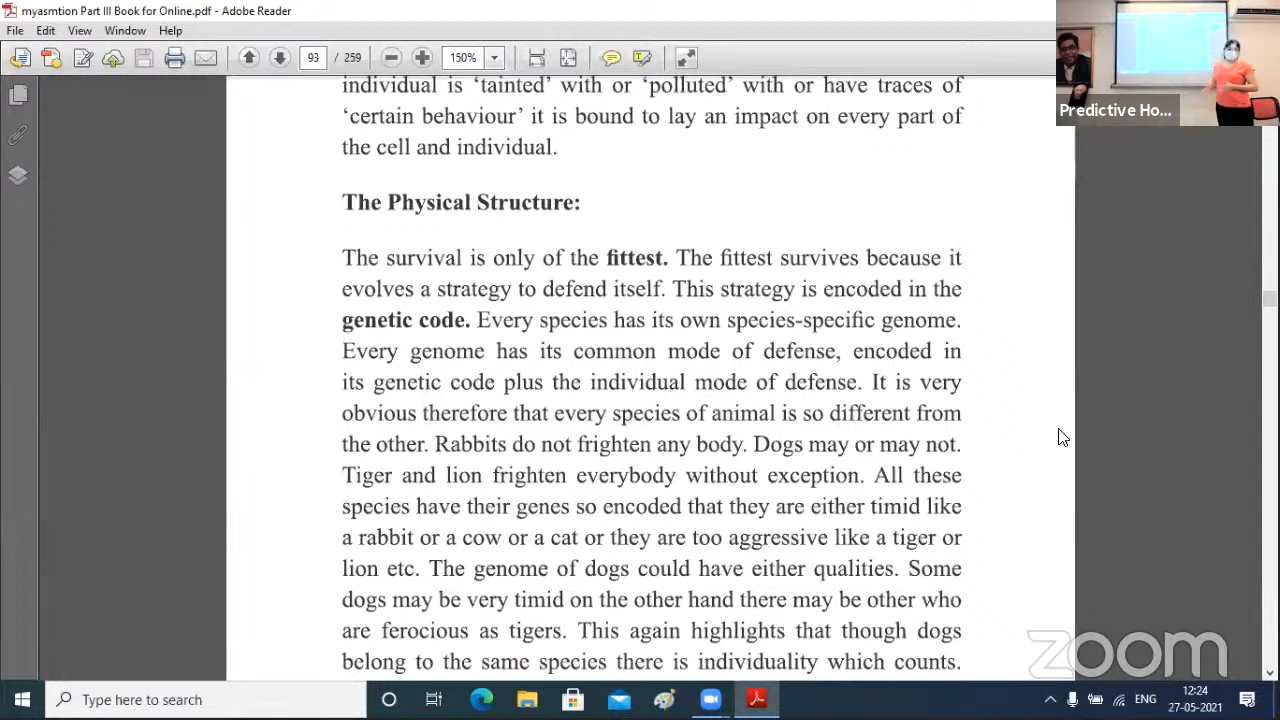 myasmtion Part III Book for Online.pdf - Adobe Reader
File Edit View Window Help
93 / 259 150%
Predictive Ho...
individual is ‘tainted’ with or ‘polluted’ with or have traces of
‘certain behaviour’ it is bound to lay an impact on every part of
the cell and individual.
The Physical Structure:
The survival is only of the fittest. The fittest survives because it
evolves a strategy to defend itself. This strategy is encoded in the
genetic code. Every species has its own species-specific genome.
Every genome has its common mode of defense, encoded in
its genetic code plus the individual mode of defense. It is very
obvious therefore that every species of animal is so different from
the other. Rabbits do not frighten any body. Dogs may or may not.
Tiger and lion frighten everybody without exception. All these
species have their genes so encoded that they are either timid like
a rabbit or a cow or a cat or they are too aggressive like a tiger or
lion etc. The genome of dogs could have either qualities. Some
dogs may be very timid on the other hand there may be other who
are ferocious as tigers. This again highlights that though dogs
belong to the same species there is individuality which counts.
zoom
Type here to search
ENG
12:24
27-05-2021